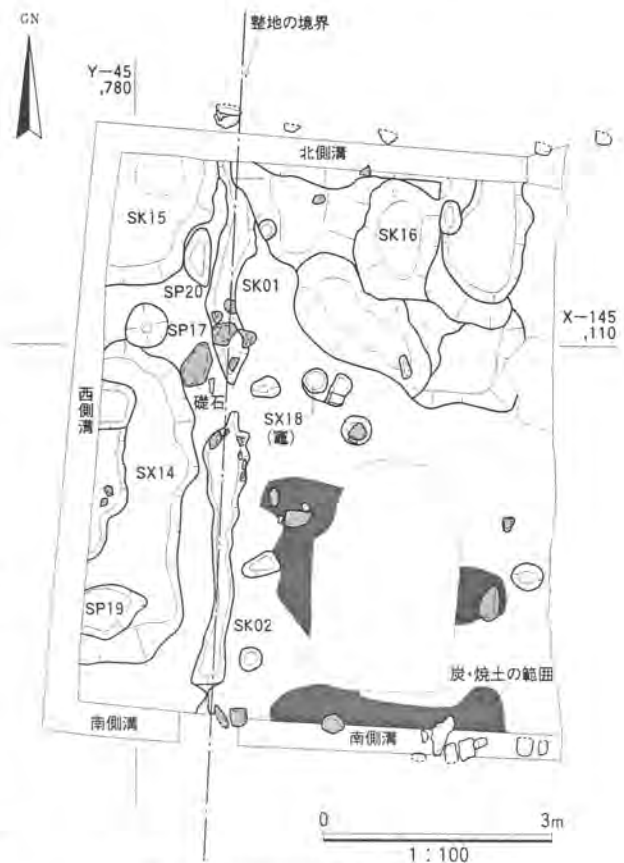 GN
整地の境界
Y-45
,780
北側溝
SK15
SK16
SP20
SK01
SP17
X-145
,110
礎石
西側溝
SX18
(竈)
SX14
SP19
SK02
炭・焼土の範囲
南側溝
南側溝
0
3m
1:100